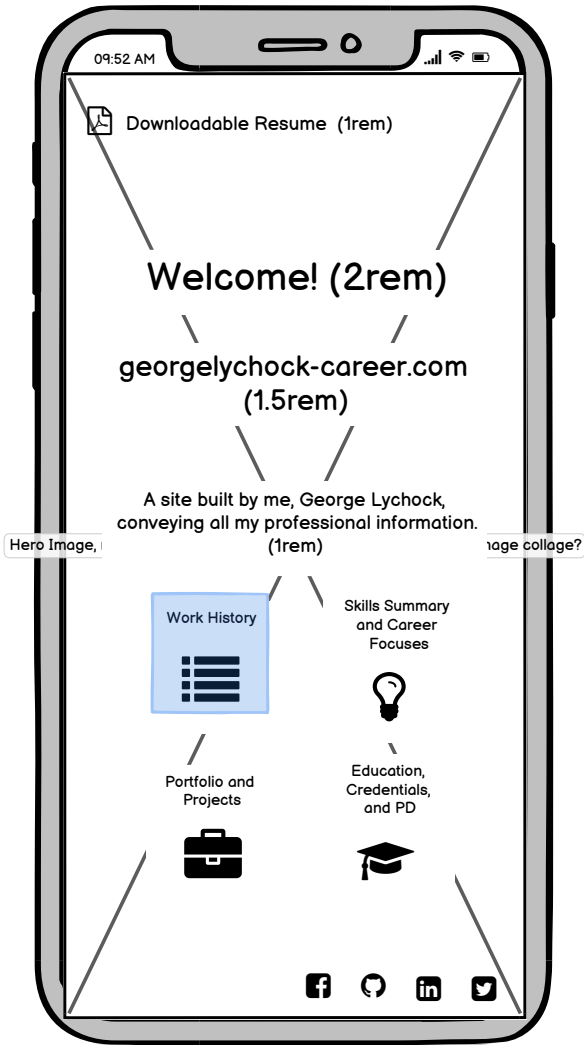 09:52 AM
Downloadable Resume (1rem)
Welcome! (2rem)
georgelychock-career.com
(1.5rem)
A site built by me, George Lychock,
conveying all my professional information.
(1rem)
Hero Image,
collage?
Work History
Skills Summary
and Career
Focuses
Portfolio and
Projects
Education,
Credentials,
and PD
in